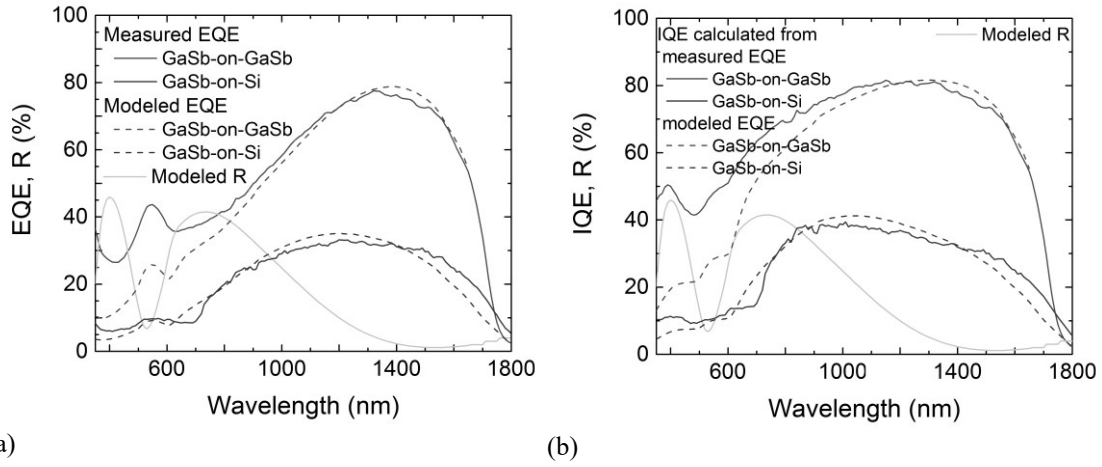 100
Measured EQE
GaSb-on-GaSb
GaSb-on-Si
Modeled EQE
GaSb-on-GaSb
GaSb-on-Si
Modeled R
80
60
40
20
0
EQE, R (%)
600 1000 1400 1800
Wavelength (nm)
a)
100
IQE calculated from
measured EQE
GaSb-on-GaSb
GaSb-on-Si
modeled EQE
GaSb-on-GaSb
GaSb-on-Si
Modeled R
80
60
40
20
0
IQE, R (%)
600 1000 1400 1800
Wavelength (nm)
(b)